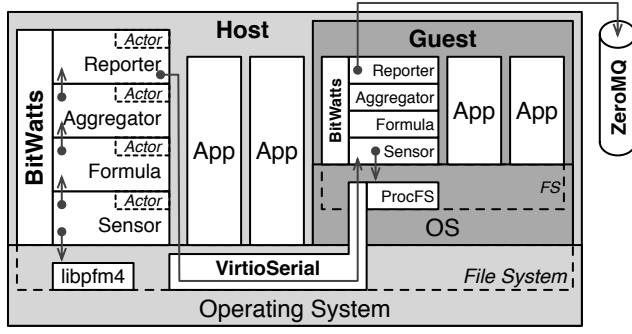 Host
Guest
BitWatts
Actor
Reporter
Actor
Aggregator
Actor
Formula
Actor
Sensor
App
App
BitWatts
Reporter
Aggregator
Formula
Sensor
App
App
ZeroMQ
FS
ProcFS
OS
libpfm4
VirtioSerial
File System
Operating System